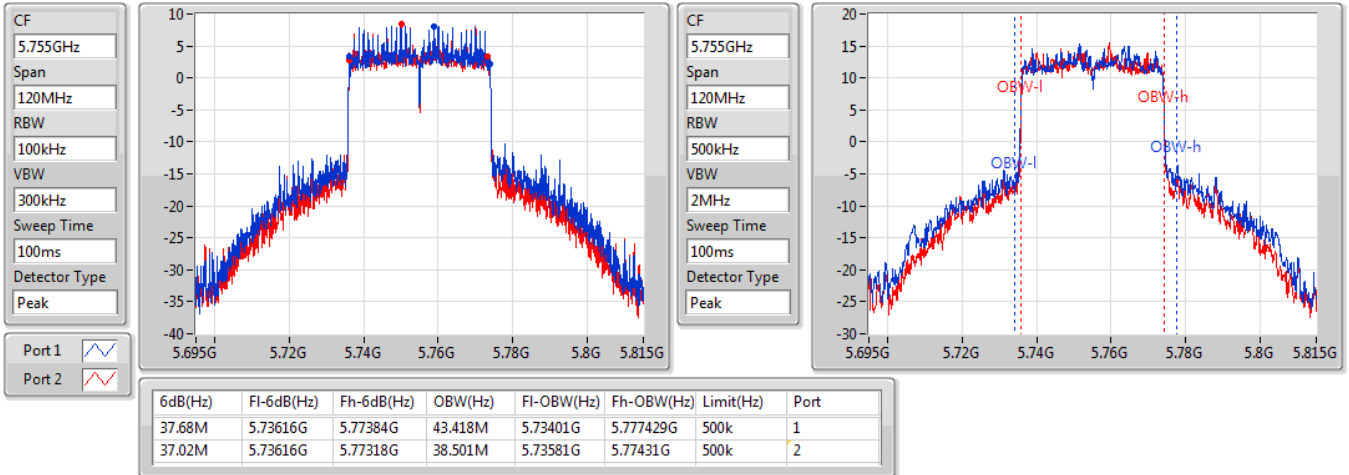 CF
5.755GHz
Span
120MHz
RBW
100kHz
VBW
300kHz
Sweep Time
100ms
Detector Type
Peak
Port 1
Port 2
10
5
0
-5
-10
-15
-20
-25
-30
-35
-40
5.695G 5.72G 5.74G 5.76G 5.78G 5.8G 5.815G
CF
5.755GHz
Span
120MHz
RBW
500kHz
VBW
2MHz
Sweep Time
100ms
Detector Type
Peak
20
15
10
5
0
-5
-10
-15
-20
-25
-30
OBW-l
OBW-h
OBW-h
OBW-l
5.695G 5.72G 5.74G 5.76G 5.78G 5.8G 5.815G
6dB(Hz) Fl-6dB(Hz) Fh-6dB(Hz) OBW(Hz) Fl-OBW(Hz) Fh-OBW(Hz) Limit(Hz) Port
37.68M 5.73616G 5.77384G 43.418M 5.73401G 5.777429G 500k 1
37.02M 5.73616G 5.77318G 38.501M 5.73581G 5.77431G 500k 2